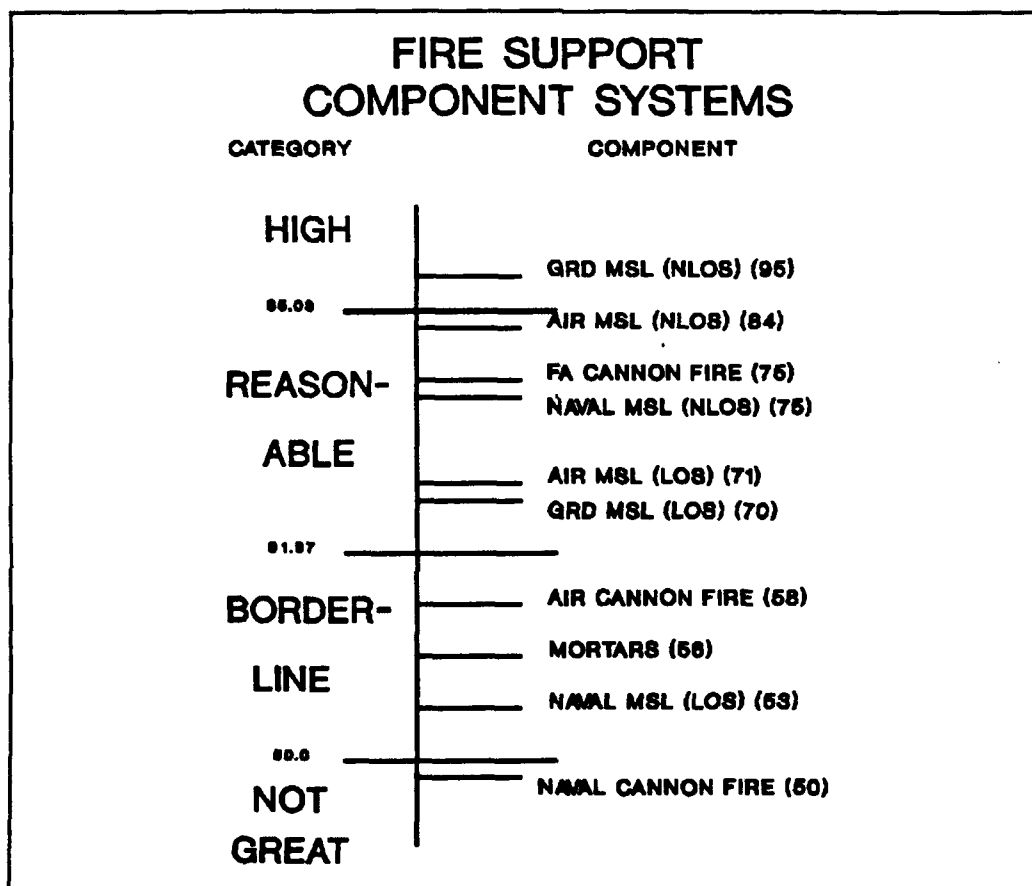 FIRE SUPPORT
COMPONENT SYSTEMS
CATEGORY COMPONENT
HIGH
GRD MSL (NLOS) (95)
AIR MSL (NLOS) (84)
REASON-
FA CANNON FIRE (75)
NAVAL MSL (NLOS) (75)
ABLE
AIR MSL (LOS) (71)
GRD MSL (LOS) (70)
BORDER-
AIR CANNON FIRE (58)
MORTARS (56)
LINE
NAVAL MSL (LOS) (53)
NAVAL CANNON FIRE (50)
NOT
GREAT